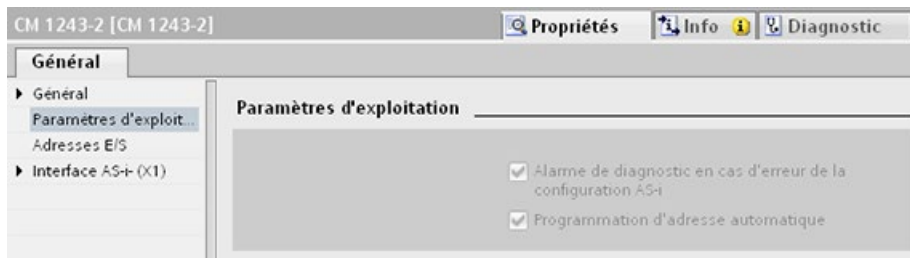 CM 1243-2 [CM 1243-2]
Propriétés
Info
Diagnostic
Général
Général
Paramètres d'exploit...
Adresses E/S
Interface AS-i- (X1)
Paramètres d'exploitation
Alarme de diagnostic en cas d'erreur de la
configuration AS-i
Programmation d'adresse automatique